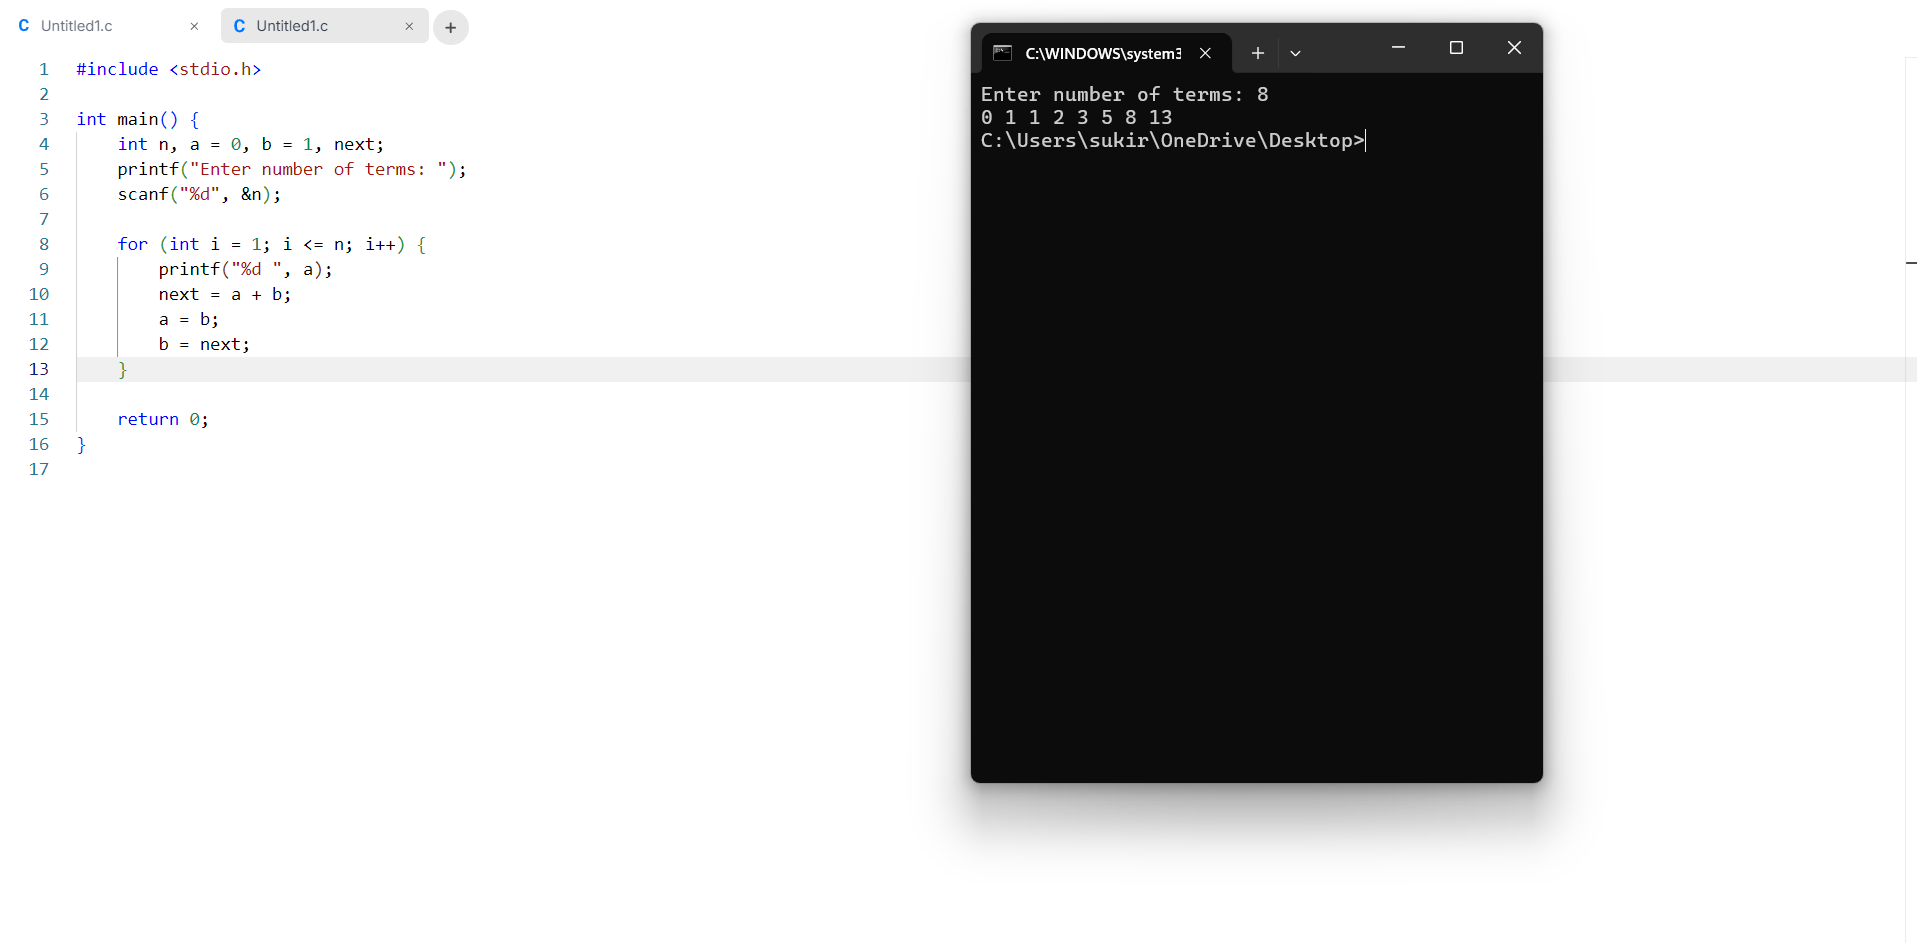 C Untitled1.c × C Untitled1.c × +
1 #include <stdio.h>
2
3 int main() {
4     int n, a = 0, b = 1, next;
5     printf("Enter number of terms: ");
6     scanf("%d", &n);
7
8     for (int i = 1; i <= n; i++) {
9         printf("%d ", a);
10         next = a + b;
11         a = b;
12         b = next;
13     }
14
15     return 0;
16 }
17
C:\WINDOWS\system3
Enter number of terms: 8
0 1 1 2 3 5 8 13
C:\Users\sukir\OneDrive\Desktop>